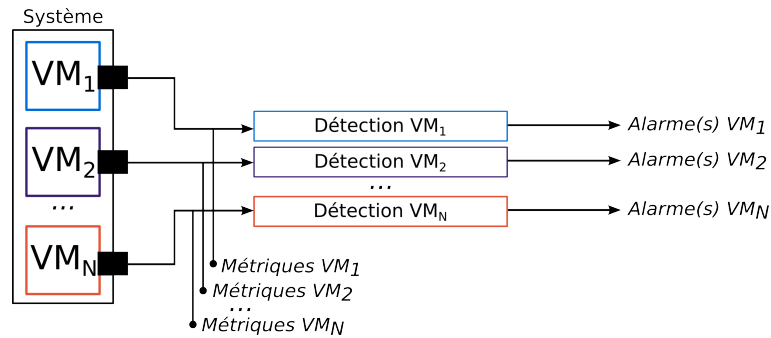 Système
VM1
VM2
...
VMN
Détection VM1
Détection VM2
...
Détection VMN
Alarme(s) VM1
Alarme(s) VM2
Alarme(s) VMN
Métriques VM1
Métriques VM2
...
Métriques VMN